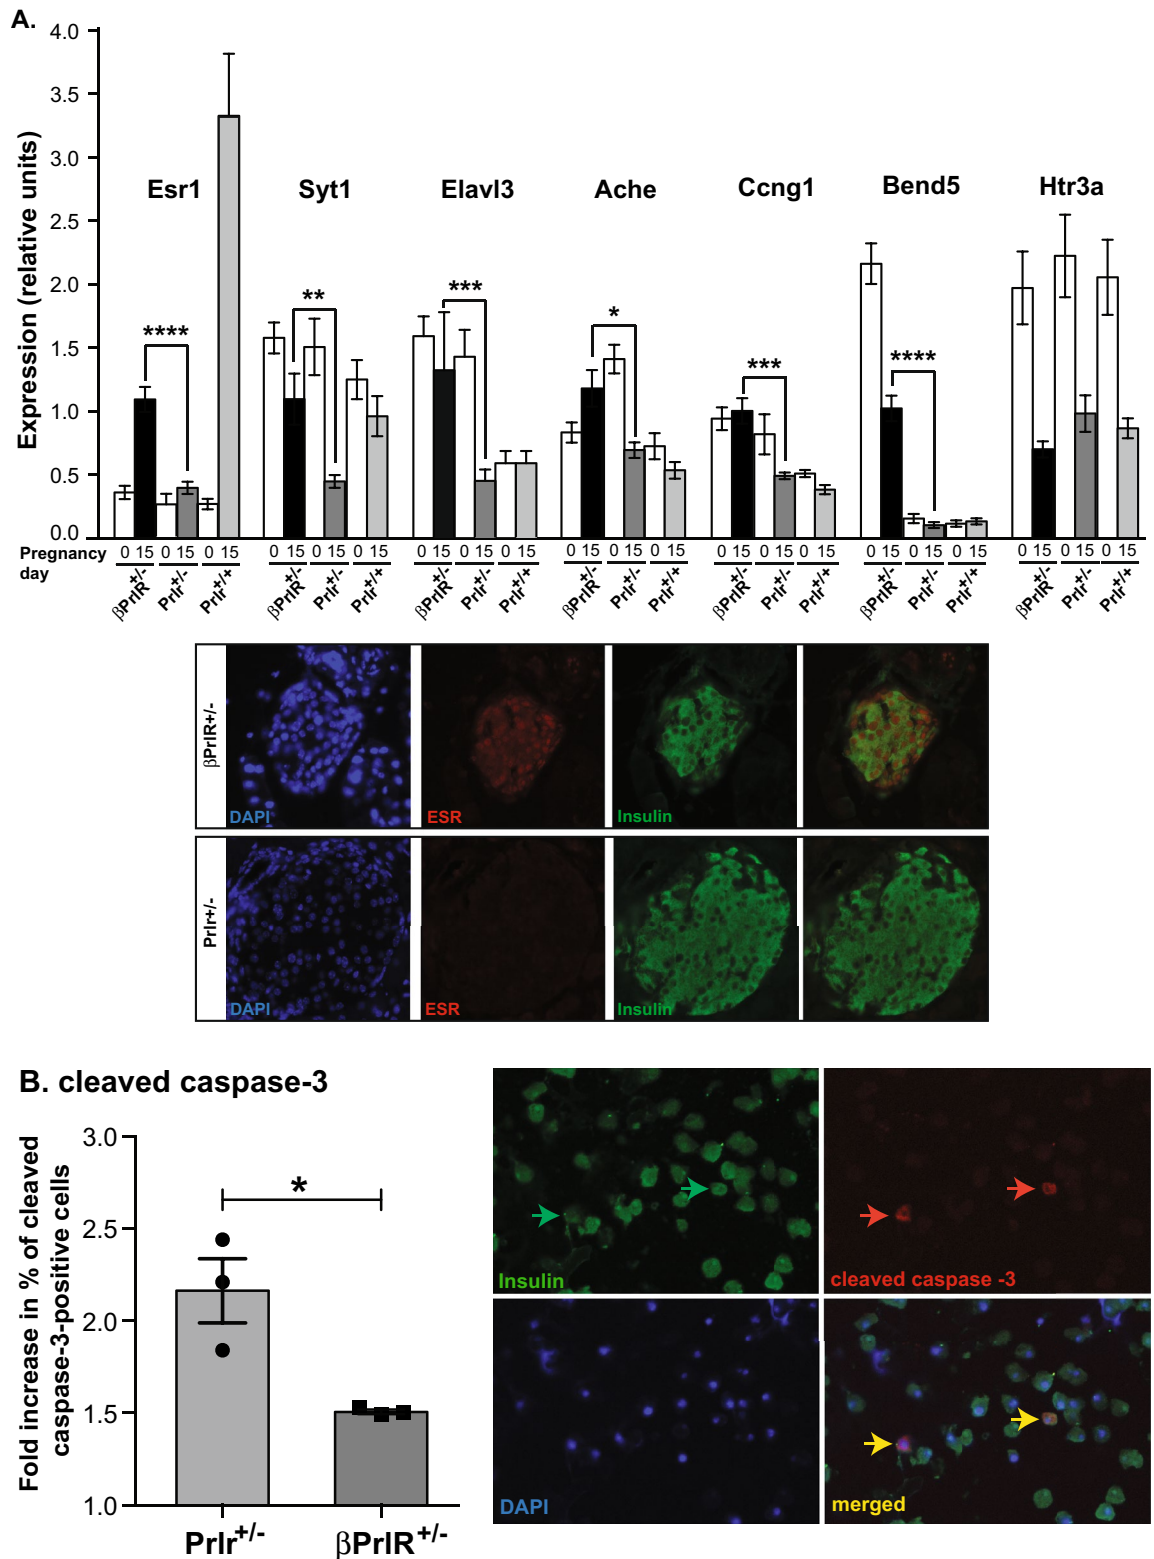 A.
Expression (relative units)
4.0
3.5
3.0
2.5
2.0
1.5
1.0
0.5
0.0
Esr1 Syt1 Elavl3 Ache Ccng1 Bend5 Htr3a
**** ** *** * *** ****
Pregnancy day
0 15 0 15 0 15 0 15 0 15 0 15 0 15 0 15 0 15 0 15 0 15 0 15 0 15 0 15 0 15 0 15 0 15 0 15 0 15 0 15 0 15
βPrlR+/- Prlr+/- Prlr+/+ βPrlR+/- Prlr+/- Prlr+/+ βPrlR+/- Prlr+/- Prlr+/+ βPrlR+/- Prlr+/- Prlr+/+ βPrlR+/- Prlr+/- Prlr+/+ βPrlR+/- Prlr+/- Prlr+/+ βPrlR+/- Prlr+/- Prlr+/+
βPrlR+/-
DAPI ESR Insulin
Prlr+/-
DAPI ESR Insulin
B. cleaved caspase-3
Fold increase in % of cleaved
caspase-3-positive cells
3.0
2.5
2.0
1.5
1.0
*
Prlr+/- βPrlR+/-
Insulin cleaved caspase -3
DAPI merged